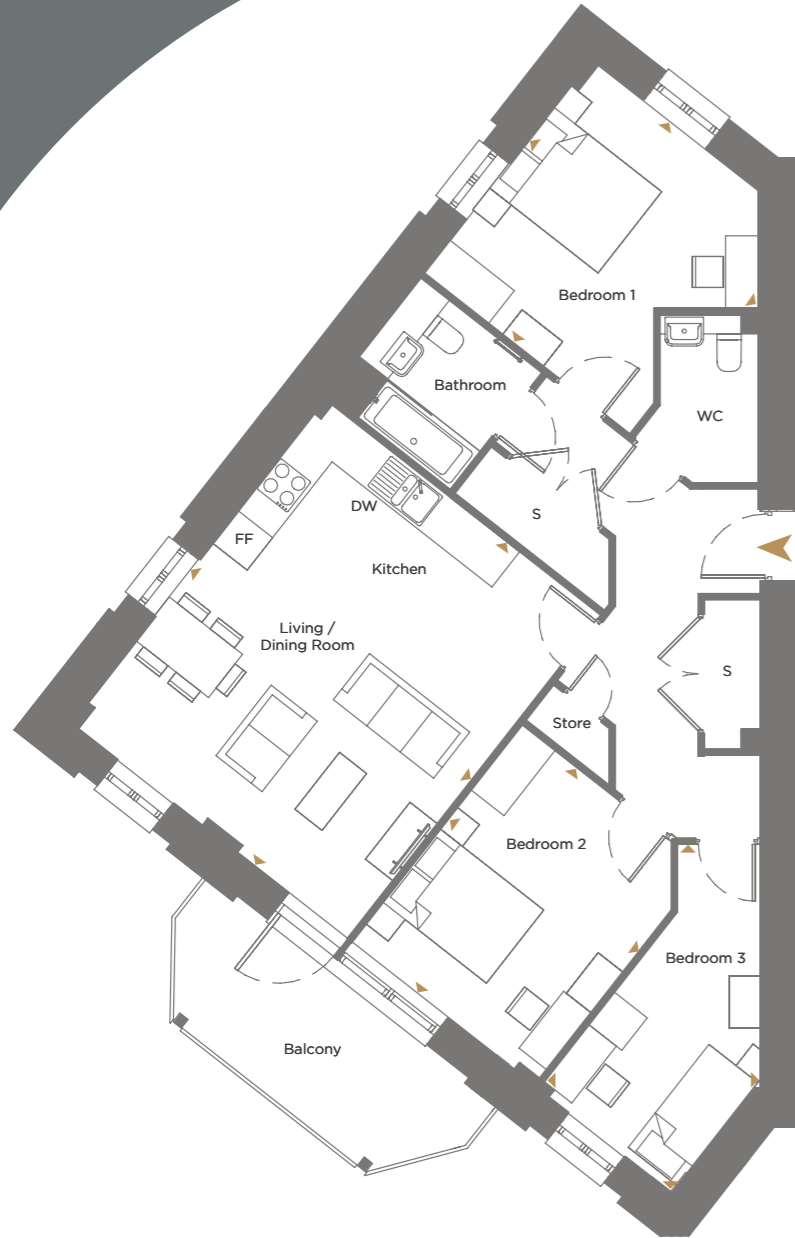 Bedroom 1
Bathroom
WC
DW
S
FF
Kitchen
Living /
Dining Room
S
Store
Bedroom 2
Bedroom 3
Balcony